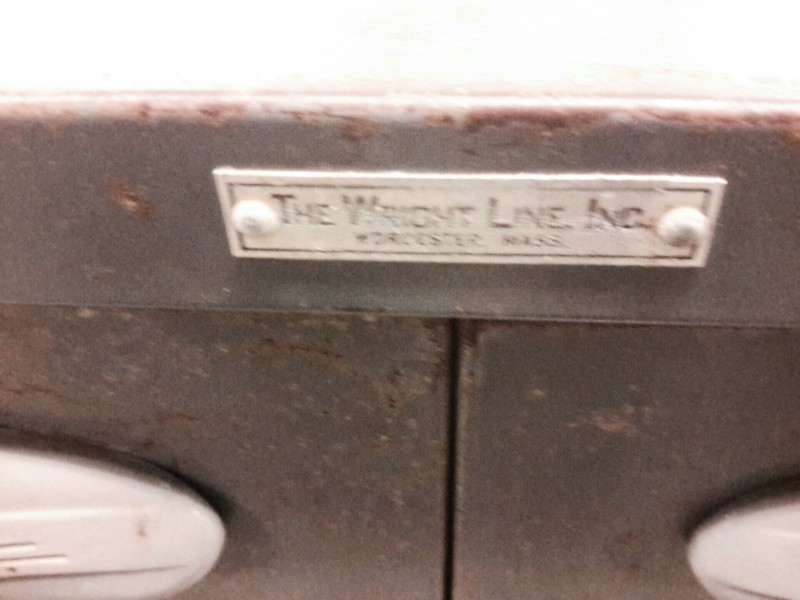 THE WRIGHT LINE, INC.
WORCESTER, MASS.